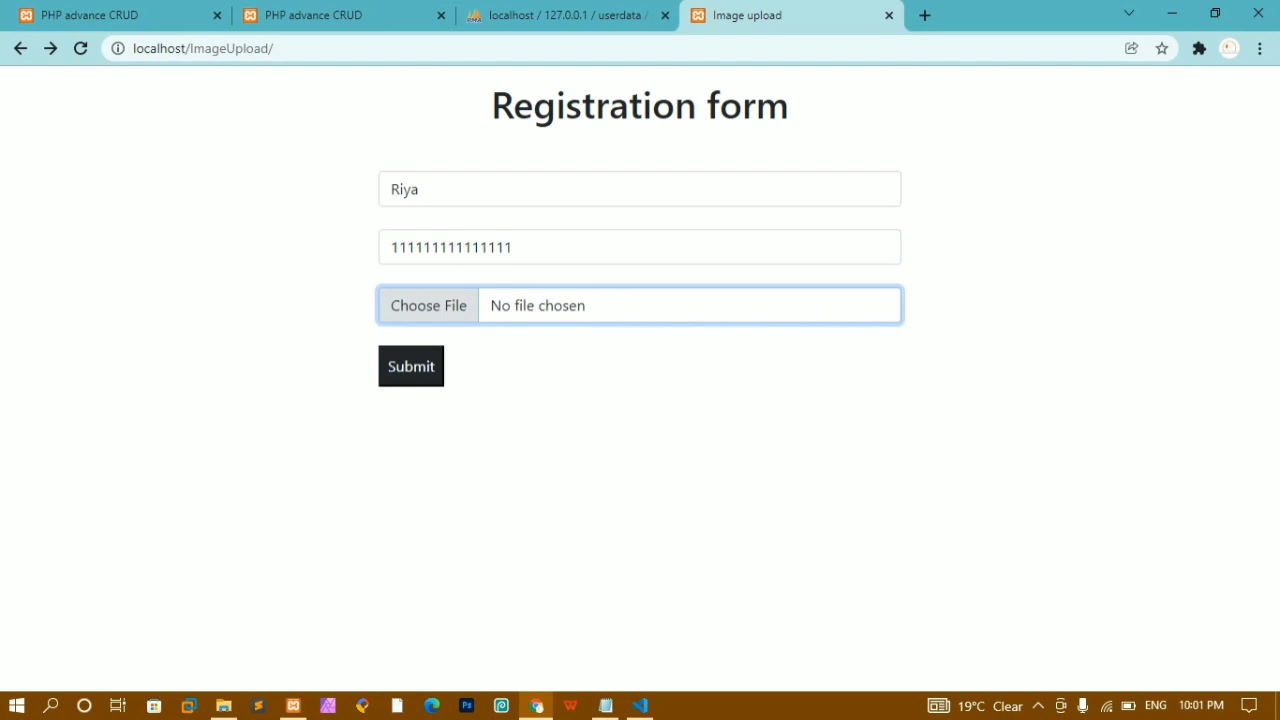 PHP advance CRUD
PHP advance CRUD
localhost / 127.0.0.1 / userdata /
Image upload
localhost/ImageUpload/
Registration form
Riya
111111111111111
Choose File No file chosen
Submit
19°C Clear ENG 10:01 PM